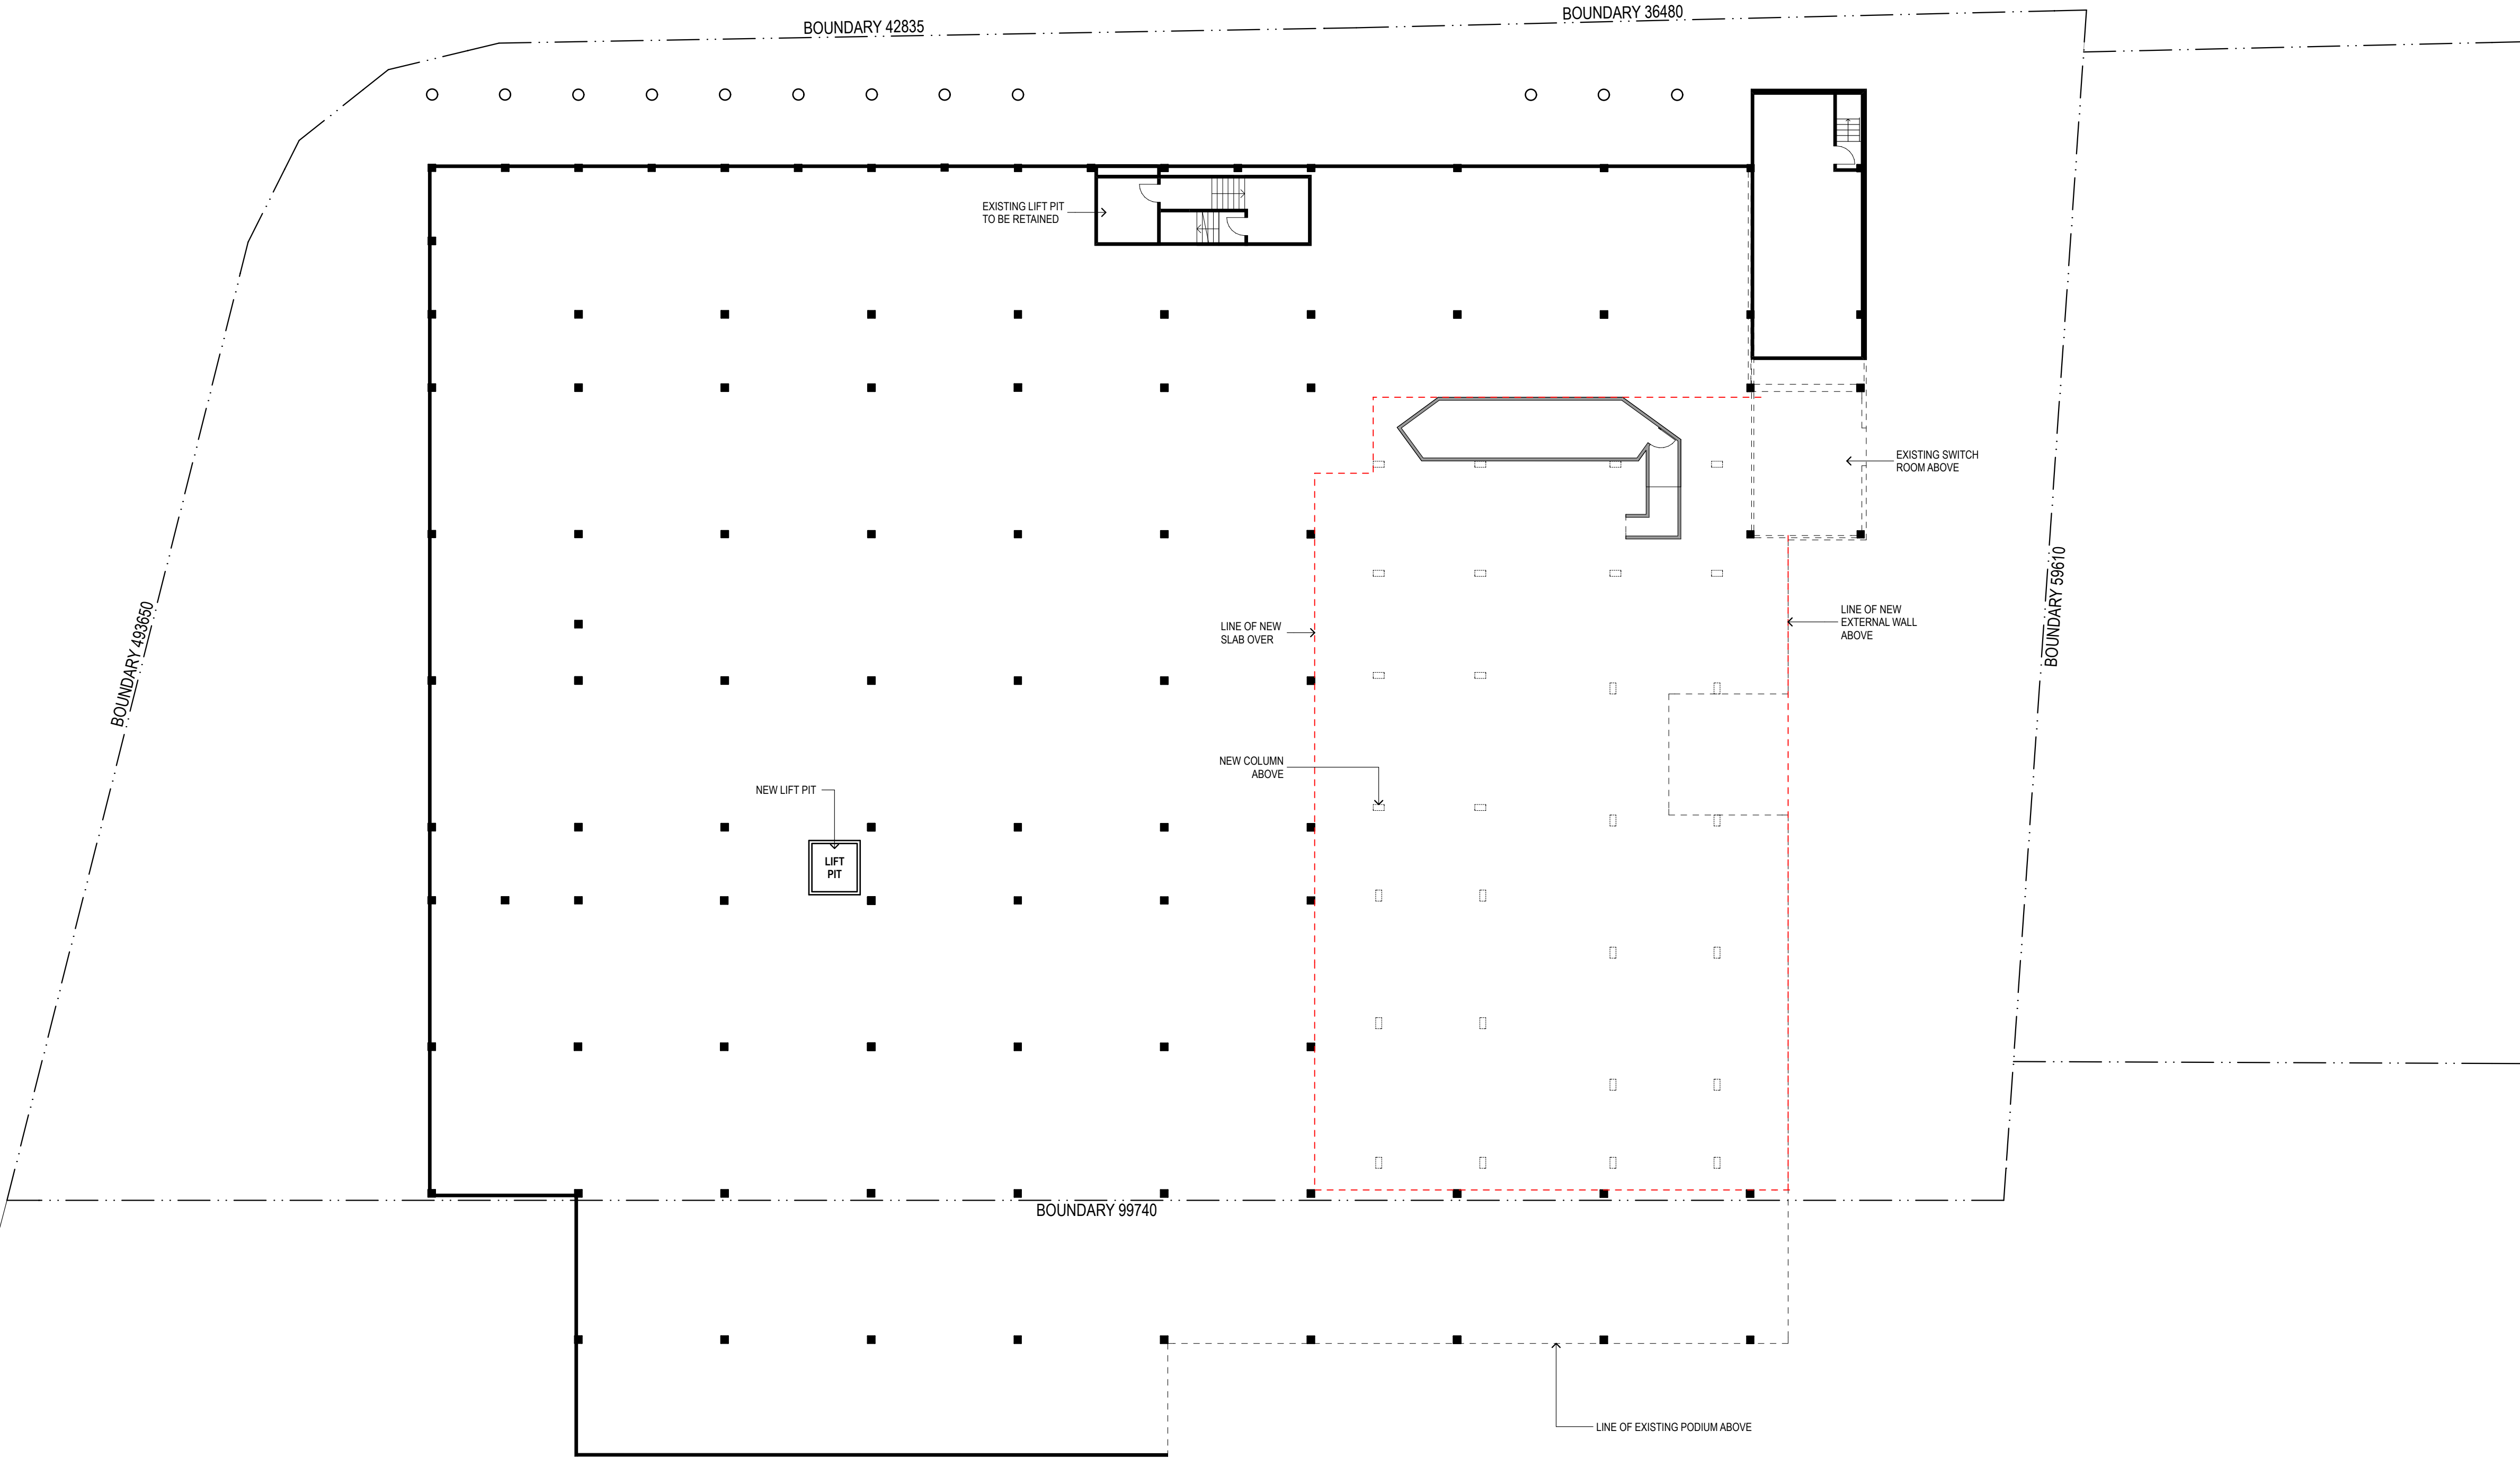 BOUNDARY 42835
BOUNDARY 36480
EXISTING LIFT PIT
TO BE RETAINED
EXISTING SWITCH
ROOM ABOVE
BOUNDARY 493650
LINE OF NEW
SLAB OVER
LINE OF NEW
EXTERNAL WALL
ABOVE
BOUNDARY 59610
NEW COLUMN
ABOVE
NEW LIFT PIT
LIFT
PIT
BOUNDARY 99740
LINE OF EXISTING PODIUM ABOVE